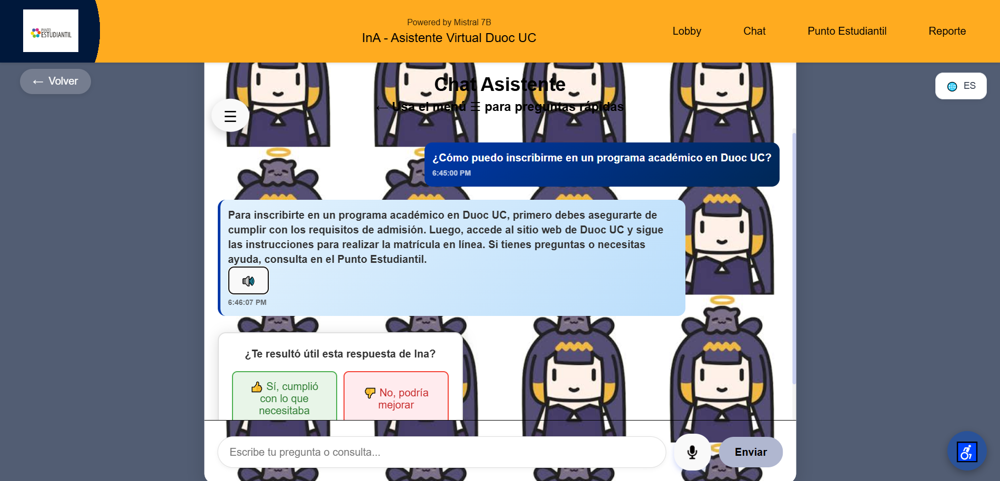 PUNTO
ESTUDIANTIL
Powered by Mistral 7B
InA - Asistente Virtual Duoc UC
Lobby
Chat
Punto Estudiantil
Reporte
← Volver
ES
Chat Asistente
← Usa el menú ☰ para preguntas rápidas
¿Cómo puedo inscribirme en un programa académico en Duoc UC?
6:45:00 PM
Para inscribirte en un programa académico en Duoc UC, primero debes asegurarte de
cumplir con los requisitos de admisión. Luego, accede al sitio web de Duoc UC y sigue
las instrucciones para realizar la matrícula en línea. Si tienes preguntas o necesitas
ayuda, consulta en el Punto Estudiantil.
6:46:07 PM
¿Te resultó útil esta respuesta de Ina?
👍 Sí, cumplió
con lo que
necesitaba
👎 No, podría
mejorar
Escribe tu pregunta o consulta...
Enviar